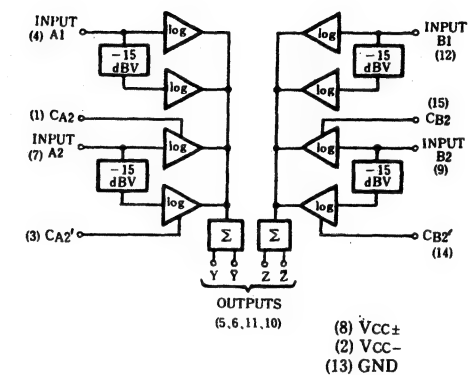 INPUT
(4) A1
log
−15
dBV
log
(1) CA2
INPUT
(7) A2
log
−15
dBV
log
(3) CA2'
Σ
Y Y̅
INPUT
B1
(12)
log
−15
dBV
log
(15)
CB2
INPUT
B2
(9)
log
−15
dBV
log
CB2'
(14)
Σ
Z Z̅
OUTPUTS
(5,6,11,10)
(8) VCC±
(2) VCC−
(13) GND